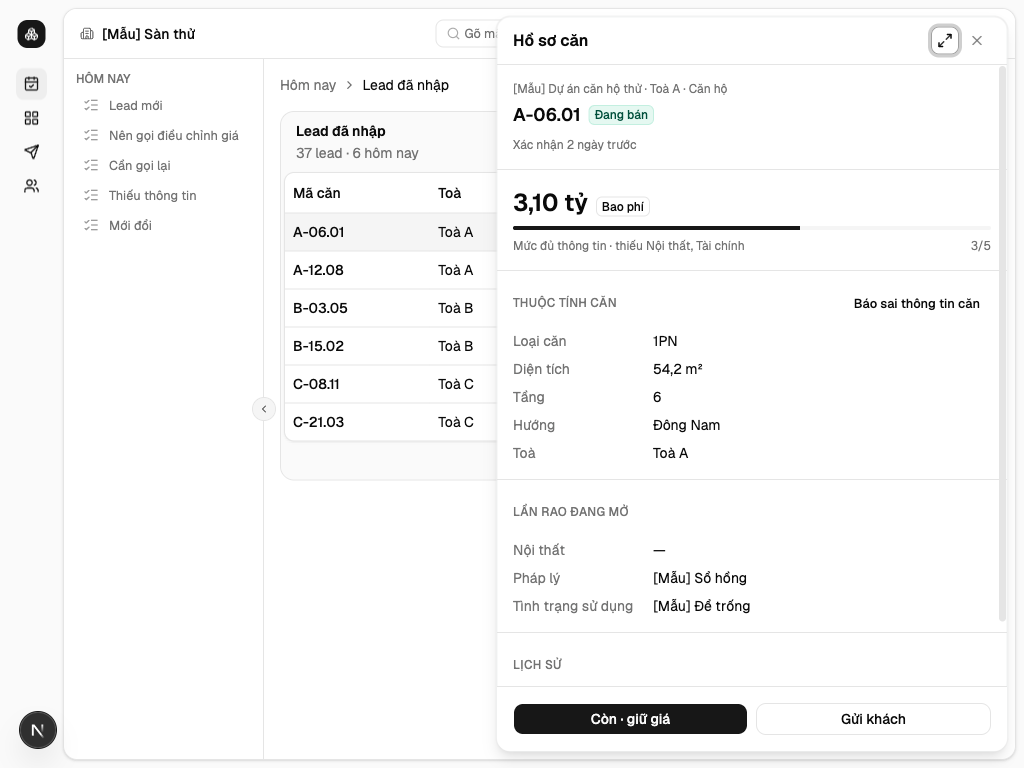 [Mẫu] Sàn thử
Gõ m
HÔM NAY
Lead mới
Nên gọi điều chỉnh giá
Cần gọi lại
Thiếu thông tin
Mới đổi
Hôm nay > Lead đã nhập
Lead đã nhập
37 lead · 6 hôm nay
Mã căn Toà
A-06.01 Toà A
A-12.08 Toà A
B-03.05 Toà B
B-15.02 Toà B
C-08.11 Toà C
C-21.03 Toà C
N
Hồ sơ căn
[Mẫu] Dự án căn hộ thử · Toà A · Căn hộ
A-06.01 Đang bán
Xác nhận 2 ngày trước
3,10 tỷ Bao phí
Mức đủ thông tin · thiếu Nội thất, Tài chính 3/5
THUỘC TÍNH CĂN Báo sai thông tin căn
Loại căn 1PN
Diện tích 54,2 m²
Tầng 6
Hướng Đông Nam
Toà Toà A
LẦN RAO ĐANG MỞ
Nội thất —
Pháp lý [Mẫu] Sổ hồng
Tình trạng sử dụng [Mẫu] Để trống
LỊCH SỬ
Còn · giữ giá Gửi khách